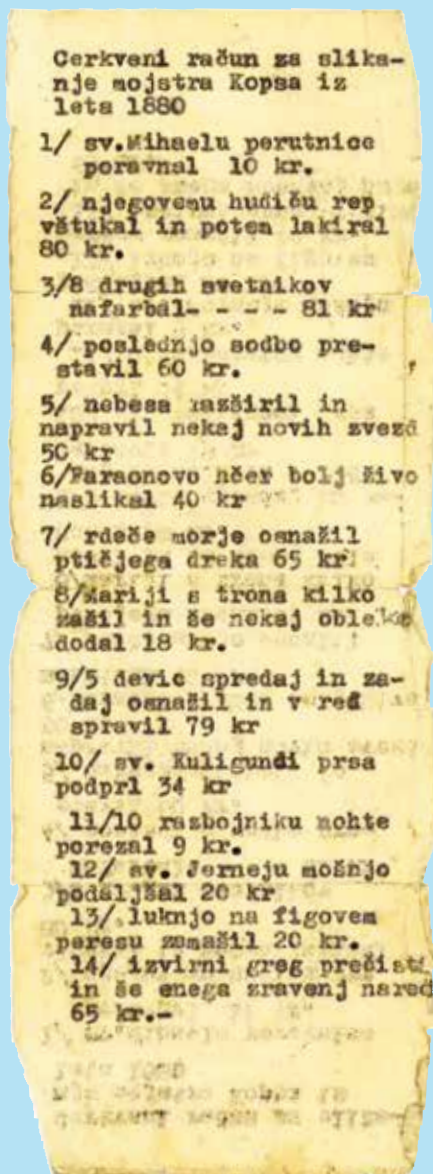 Cerkveni račun za slika-
nje mojstra Kopsa iz
leta 1880
1/ sv.Mihaelu perutnice
poravnal 10 kr.
2/ njegovemu hudiču rep
vštukal in potem lakiral
80 kr.
3/8 drugih svetnikov
nafarbal- - - - 81 kr
4/ poslednjo sodbo pre-
stavil 60 kr.
5/ nebesa razširil in
napravil nekaj novih zvezd
50 kr
6/Faraonovo hčer bolj živo
naslikal 40 kr
7/ rdeče morje osnažil
ptičjega dreka 65 kr
8/Mariji s trona kilko
zašil in še nekaj obleke
dodal 18 kr.
9/5 devic spredaj in za-
daj osnažil in v red
spravil 79 kr
10/ sv. Kuligundi prsa
podprl 34 kr
11/10 razbojniku nohte
porezal 9 kr.
12/ sv. Jerneju mošnjo
podaljšal 20 kr
13/ luknjo na figovem
peresu zamašil 20 kr.
14/ izvirni greg prečisti
in še enega zravenj nared
65 kr.-